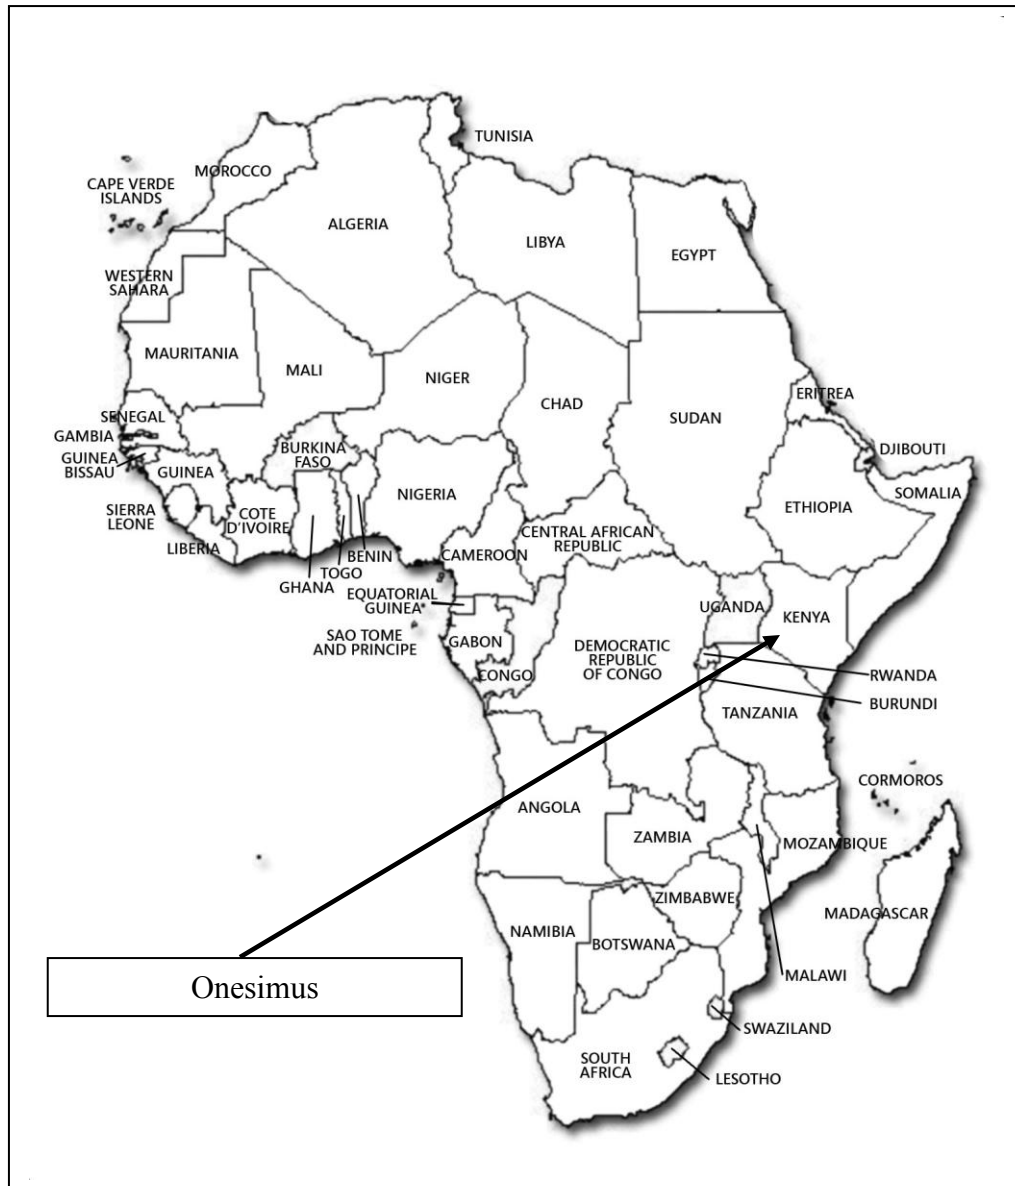 TUNISIA
MOROCCO
CAPE VERDE
ISLANDS
ALGERIA
LIBYA
EGYPT
WESTERN
SAHARA
MAURITANIA
MALI
NIGER
CHAD
SUDAN
ERITREA
SENEGAL
GAMBIA
GUINEA
BISSAU
GUINEA
BURKINA
FASO
NIGERIA
DJIBOUTI
SOMALIA
ETHIOPIA
SIERRA
LEONE
COTE
D'IVOIRE
LIBERIA
GHANA
TOGO
BENIN
CAMEROON
CENTRAL AFRICAN
REPUBLIC
EQUATORIAL
GUINEA
SAO TOME
AND PRINCIPE
GABON
CONGO
DEMOCRATIC
REPUBLIC
OF CONGO
UGANDA
KENYA
RWANDA
BURUNDI
TANZANIA
CORMOROS
ANGOLA
ZAMBIA
MOZAMBIQUE
ZIMBABWE
MADAGASCAR
NAMIBIA
BOTSWANA
MALAWI
Onesimus
SWAZILAND
SOUTH
AFRICA
LESOTHO